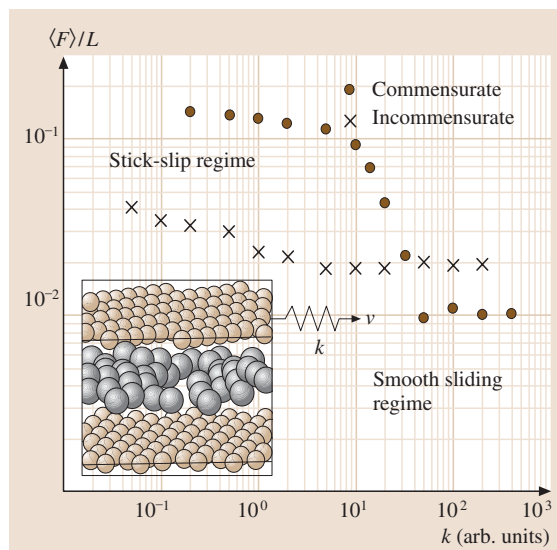 ⟨F⟩/L
Commensurate
Incommensurate
10⁻¹
Stick-slip regime
10⁻²
v
k
Smooth sliding
regime
10⁻¹ 10⁰ 10¹ 10² 10³
k (arb. units)